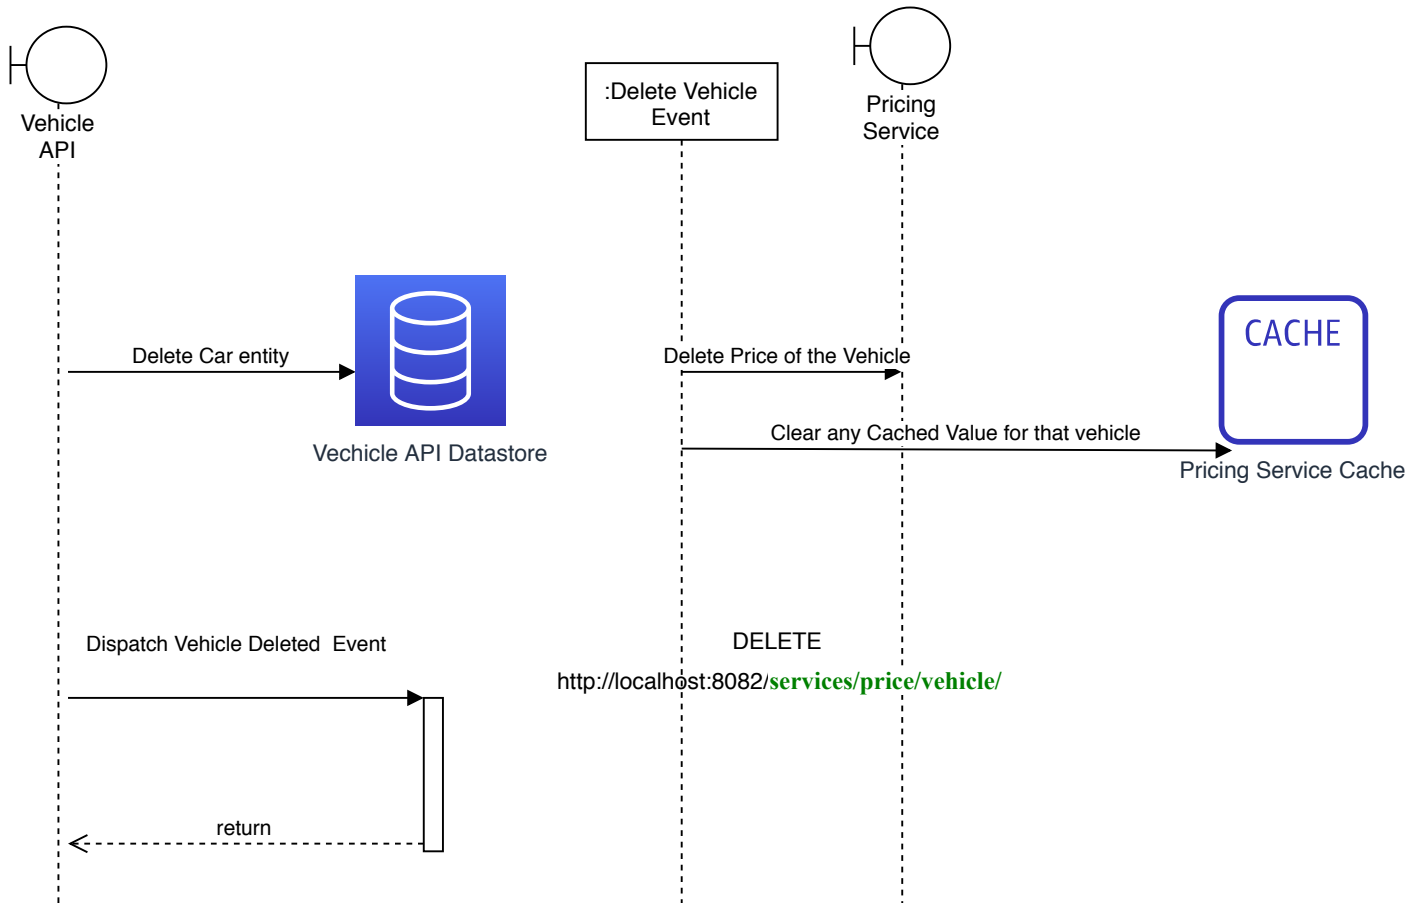 Vehicle
API
:Delete Vehicle
Event
Pricing
Service
Delete Car entity
Vechicle API Datastore
Delete Price of the Vehicle
CACHE
Clear any Cached Value for that vehicle
Pricing Service Cache
Dispatch Vehicle Deleted  Event
DELETE
http://localhost:8082/services/price/vehicle/
return